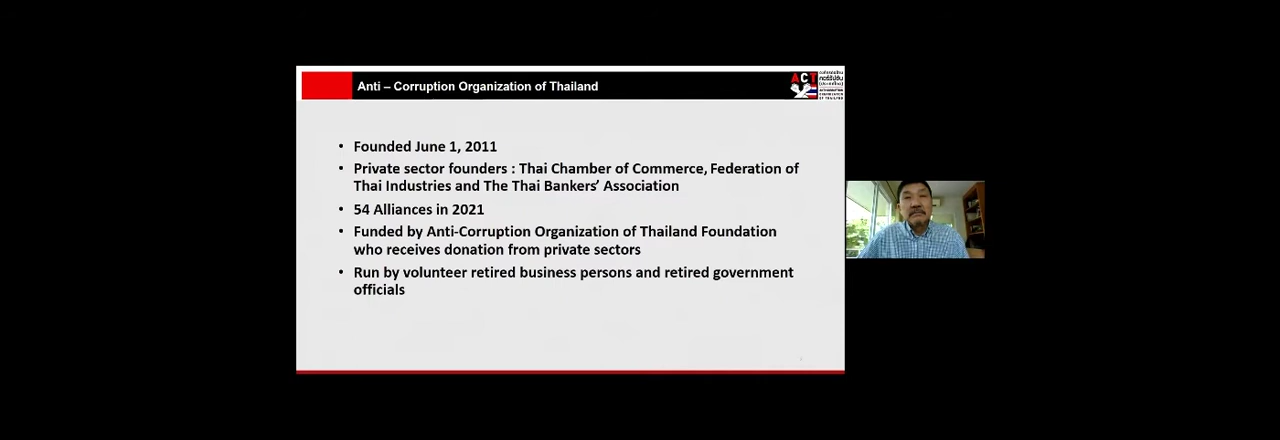 Anti – Corruption Organization of Thailand
ACT
• Founded June 1, 2011
• Private sector founders : Thai Chamber of Commerce, Federation of
Thai Industries and The Thai Bankers’ Association
• 54 Alliances in 2021
• Funded by Anti-Corruption Organization of Thailand Foundation
who receives donation from private sectors
• Run by volunteer retired business persons and retired government
officials